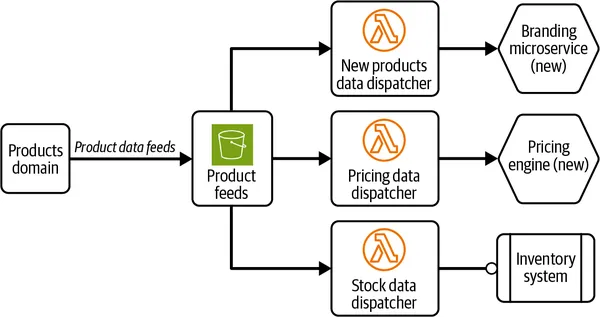 Products
domain
Product data feeds
Product
feeds
New products
data dispatcher
Branding
microservice
(new)
Pricing data
dispatcher
Pricing
engine (new)
Stock data
dispatcher
Inventory
system